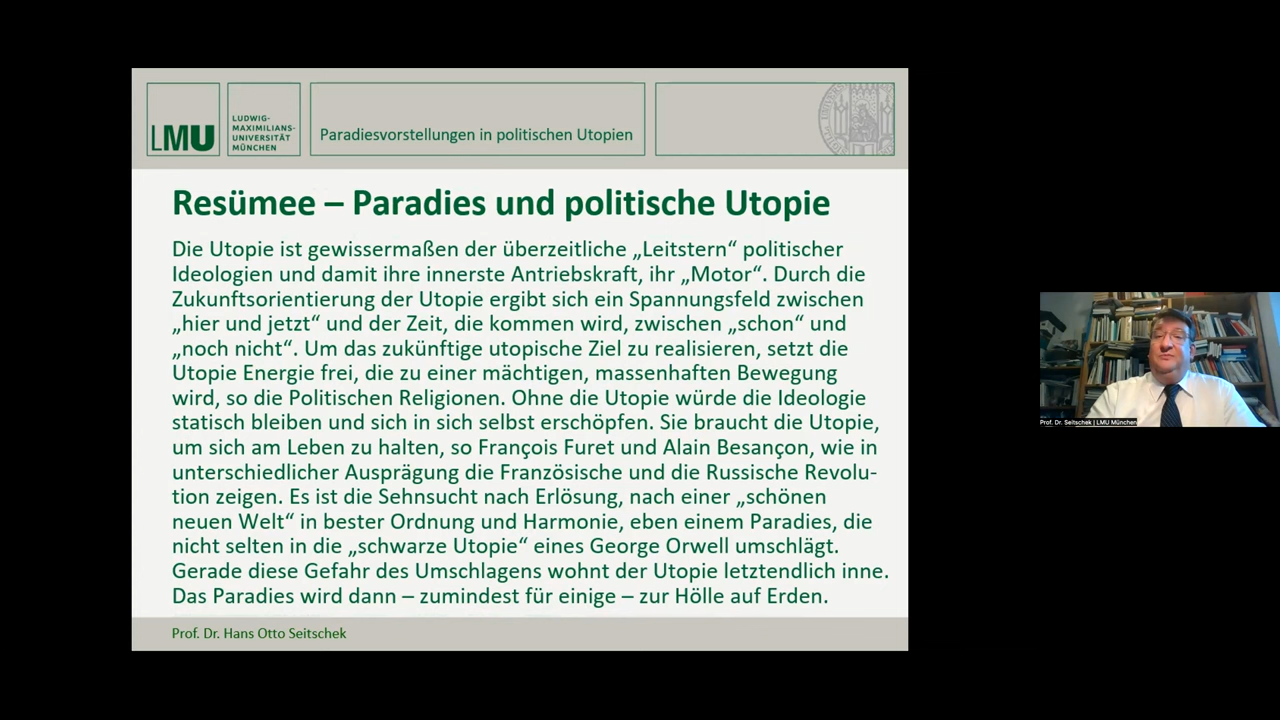 LMU
LUDWIG-
MAXIMILIANS-
UNIVERSITÄT
MÜNCHEN
Paradiesvorstellungen in politischen Utopien
Resümee – Paradies und politische Utopie
Die Utopie ist gewissermaßen der überzeitliche „Leitstern“ politischer
Ideologien und damit ihre innerste Antriebskraft, ihr „Motor“. Durch die
Zukunftsorientierung der Utopie ergibt sich ein Spannungsfeld zwischen
„hier und jetzt“ und der Zeit, die kommen wird, zwischen „schon“ und
„noch nicht“. Um das zukünftige utopische Ziel zu realisieren, setzt die
Utopie Energie frei, die zu einer mächtigen, massenhaften Bewegung
wird, so die Politischen Religionen. Ohne die Utopie würde die Ideologie
statisch bleiben und sich in sich selbst erschöpfen. Sie braucht die Utopie,
um sich am Leben zu halten, so François Furet und Alain Besançon, wie in
unterschiedlicher Ausprägung die Französische und die Russische Revolu-
tion zeigen. Es ist die Sehnsucht nach Erlösung, nach einer „schönen
neuen Welt“ in bester Ordnung und Harmonie, eben einem Paradies, die
nicht selten in die „schwarze Utopie“ eines George Orwell umschlägt.
Gerade diese Gefahr des Umschlagens wohnt der Utopie letztendlich inne.
Das Paradies wird dann – zumindest für einige – zur Hölle auf Erden.
Prof. Dr. Hans Otto Seitschek
Prof. Dr. Seitschek | LMU München